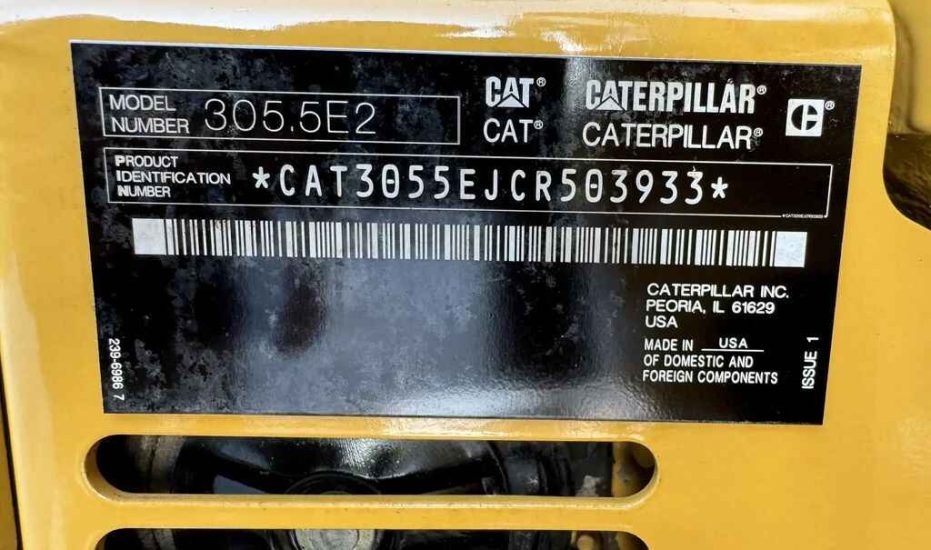 MODEL NUMBER 305.5E2
CAT® CATERPILLAR® C®
CAT® CATERPILLAR®
PRODUCT IDENTIFICATION NUMBER *CAT3055EJCR503933*
*CAT3055EJCR503933*
CATERPILLAR INC.
PEORIA, IL 61629
USA
MADE IN USA
OF DOMESTIC AND
FOREIGN COMPONENTS
239-6986 7
ISSUE 1